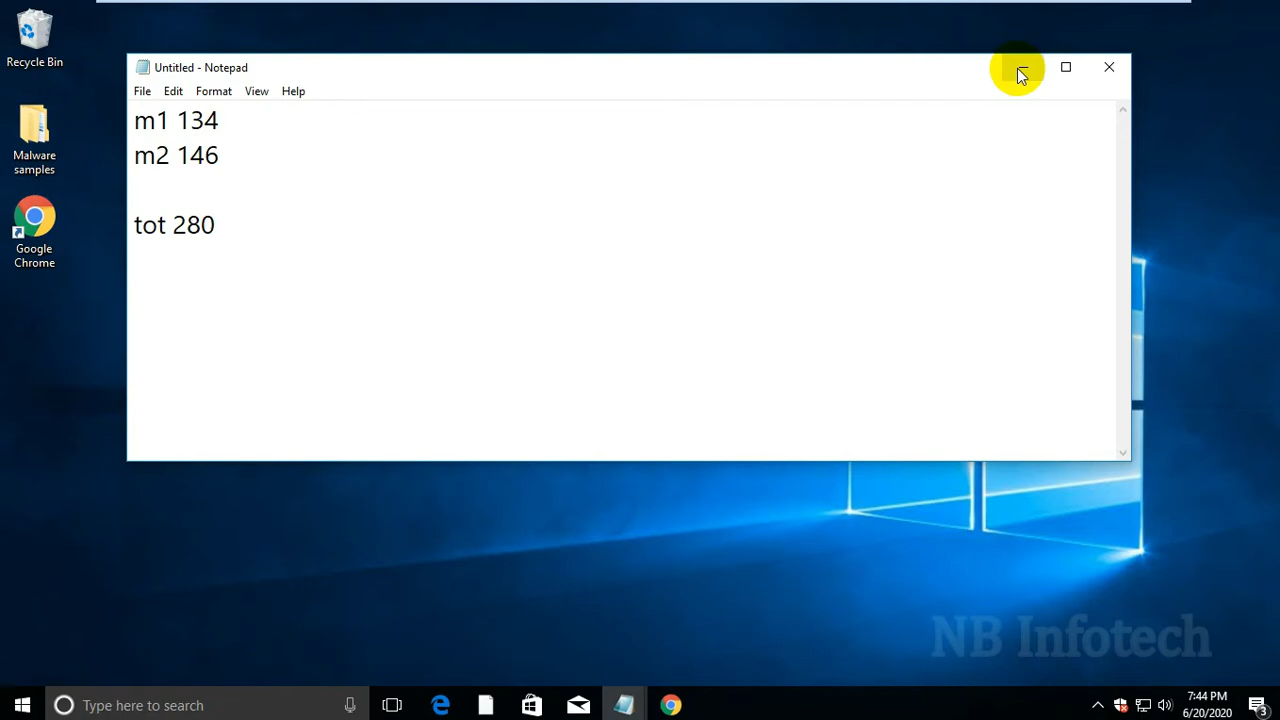 Recycle Bin
Malware
samples
Google
Chrome
Untitled - Notepad
File Edit Format View Help
m1 134
m2 146
tot 280
NB Infotech
Type here to search
7:44 PM
6/20/2020
3